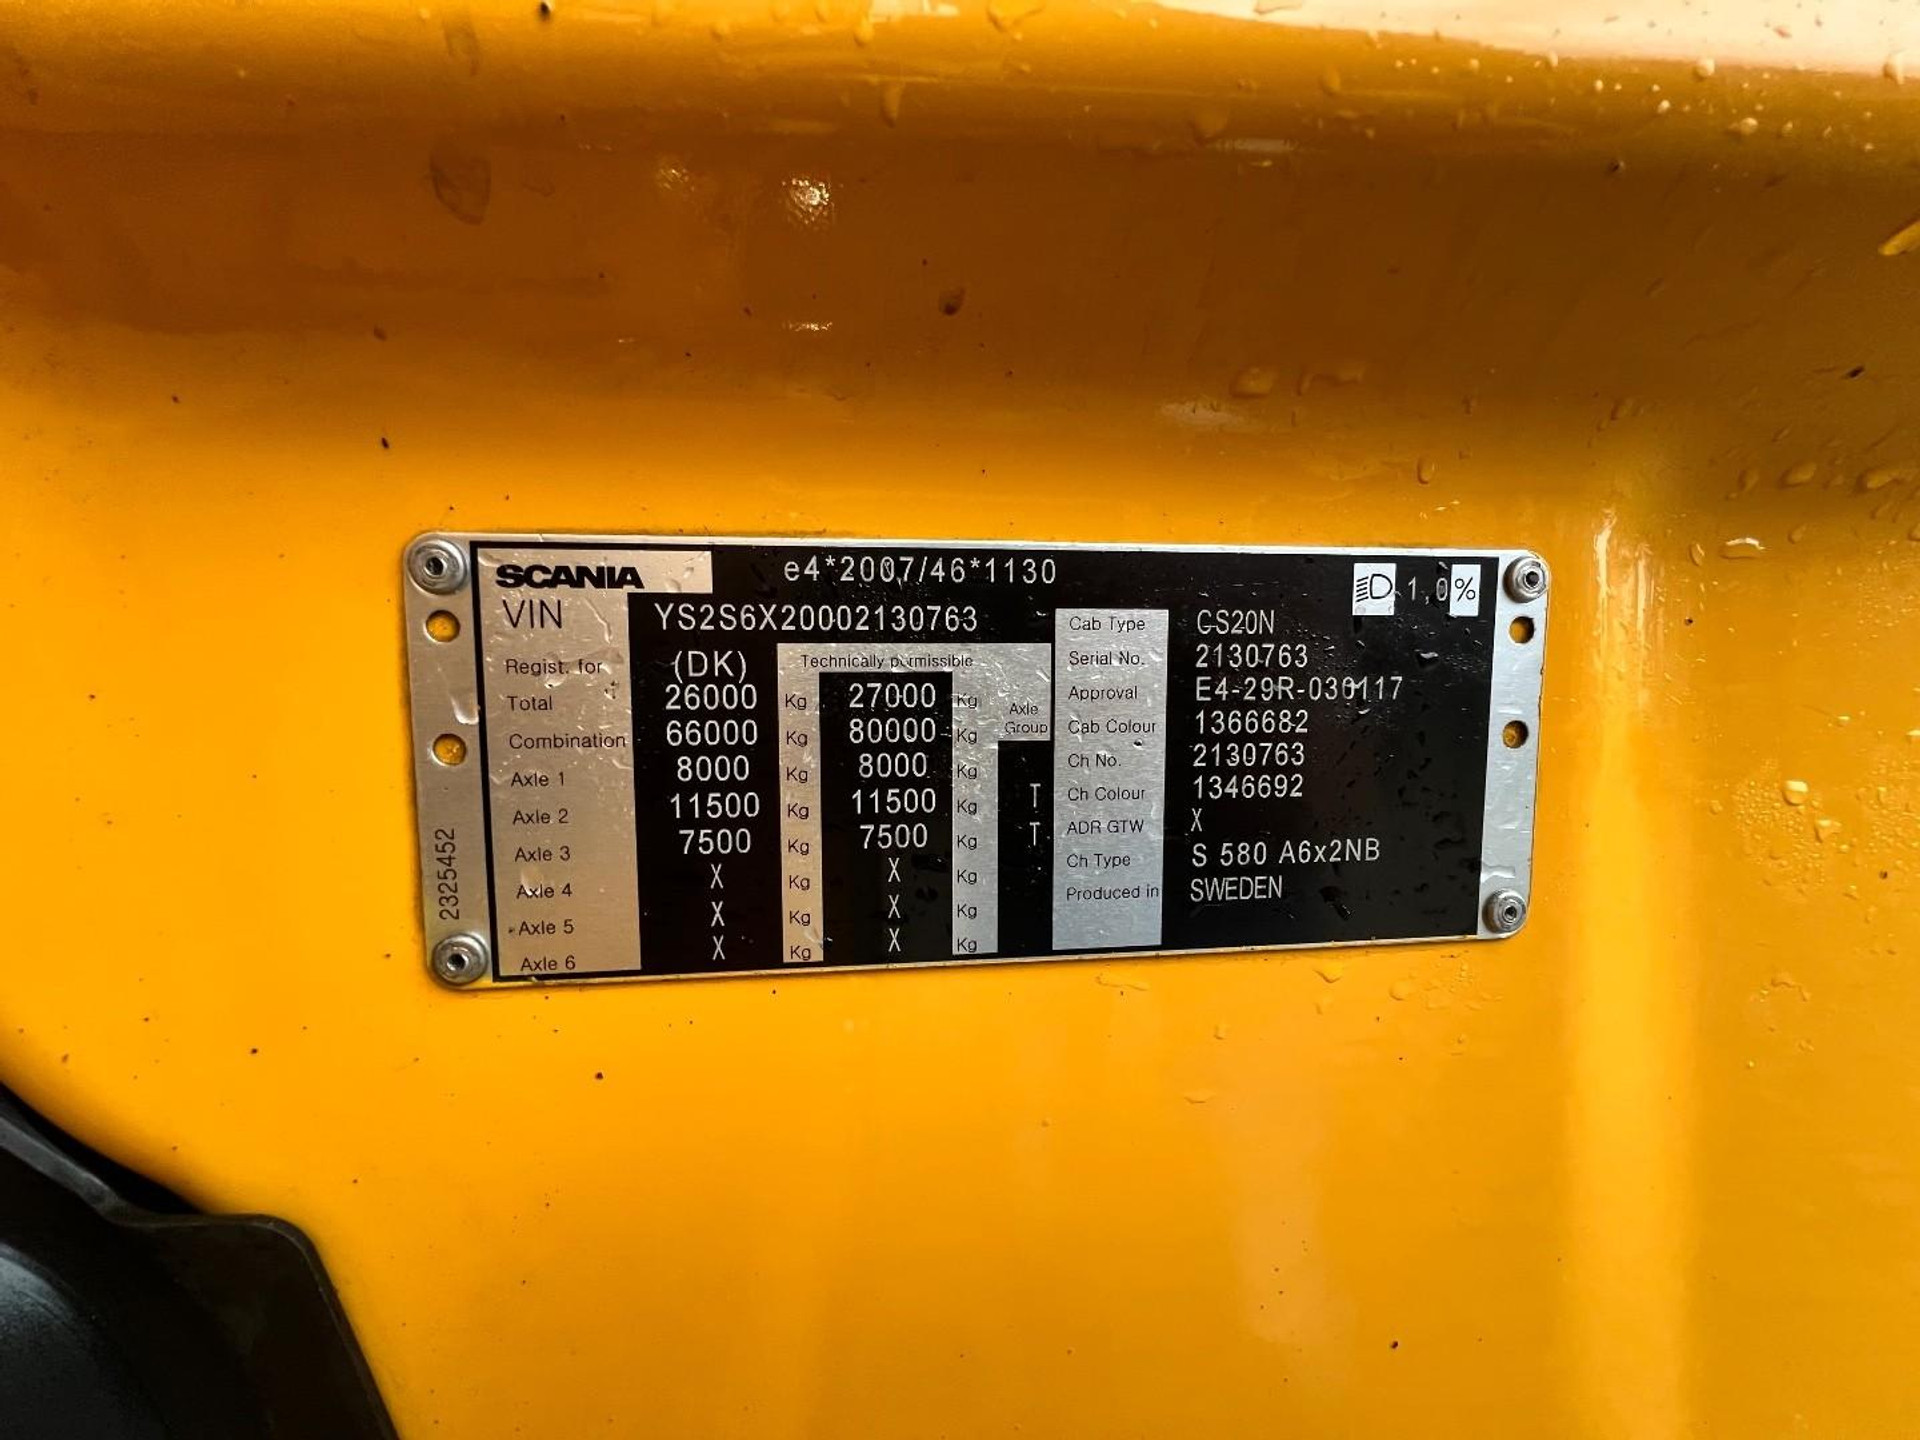 SCANIA e4*2007/46*1130 1,0%
VIN YS2S6X20002130763
Regist. for (DK) Technically permissible
Total 26000 Kg 27000 Kg Axle Group
Combination 66000 Kg 80000 Kg
Axle 1 8000 Kg 8000 Kg
Axle 2 11500 Kg 11500 Kg T
Axle 3 7500 Kg 7500 Kg T
Axle 4 X Kg X Kg
Axle 5 X Kg X Kg
Axle 6 X Kg X Kg
Cab Type CS20N
Serial No. 2130763
Approval E4-29R-030117
Cab Colour 1366682
Ch No. 2130763
Ch Colour 1346692
ADR GTW X
Ch Type S 580 A6x2NB
Produced in SWEDEN
2325452